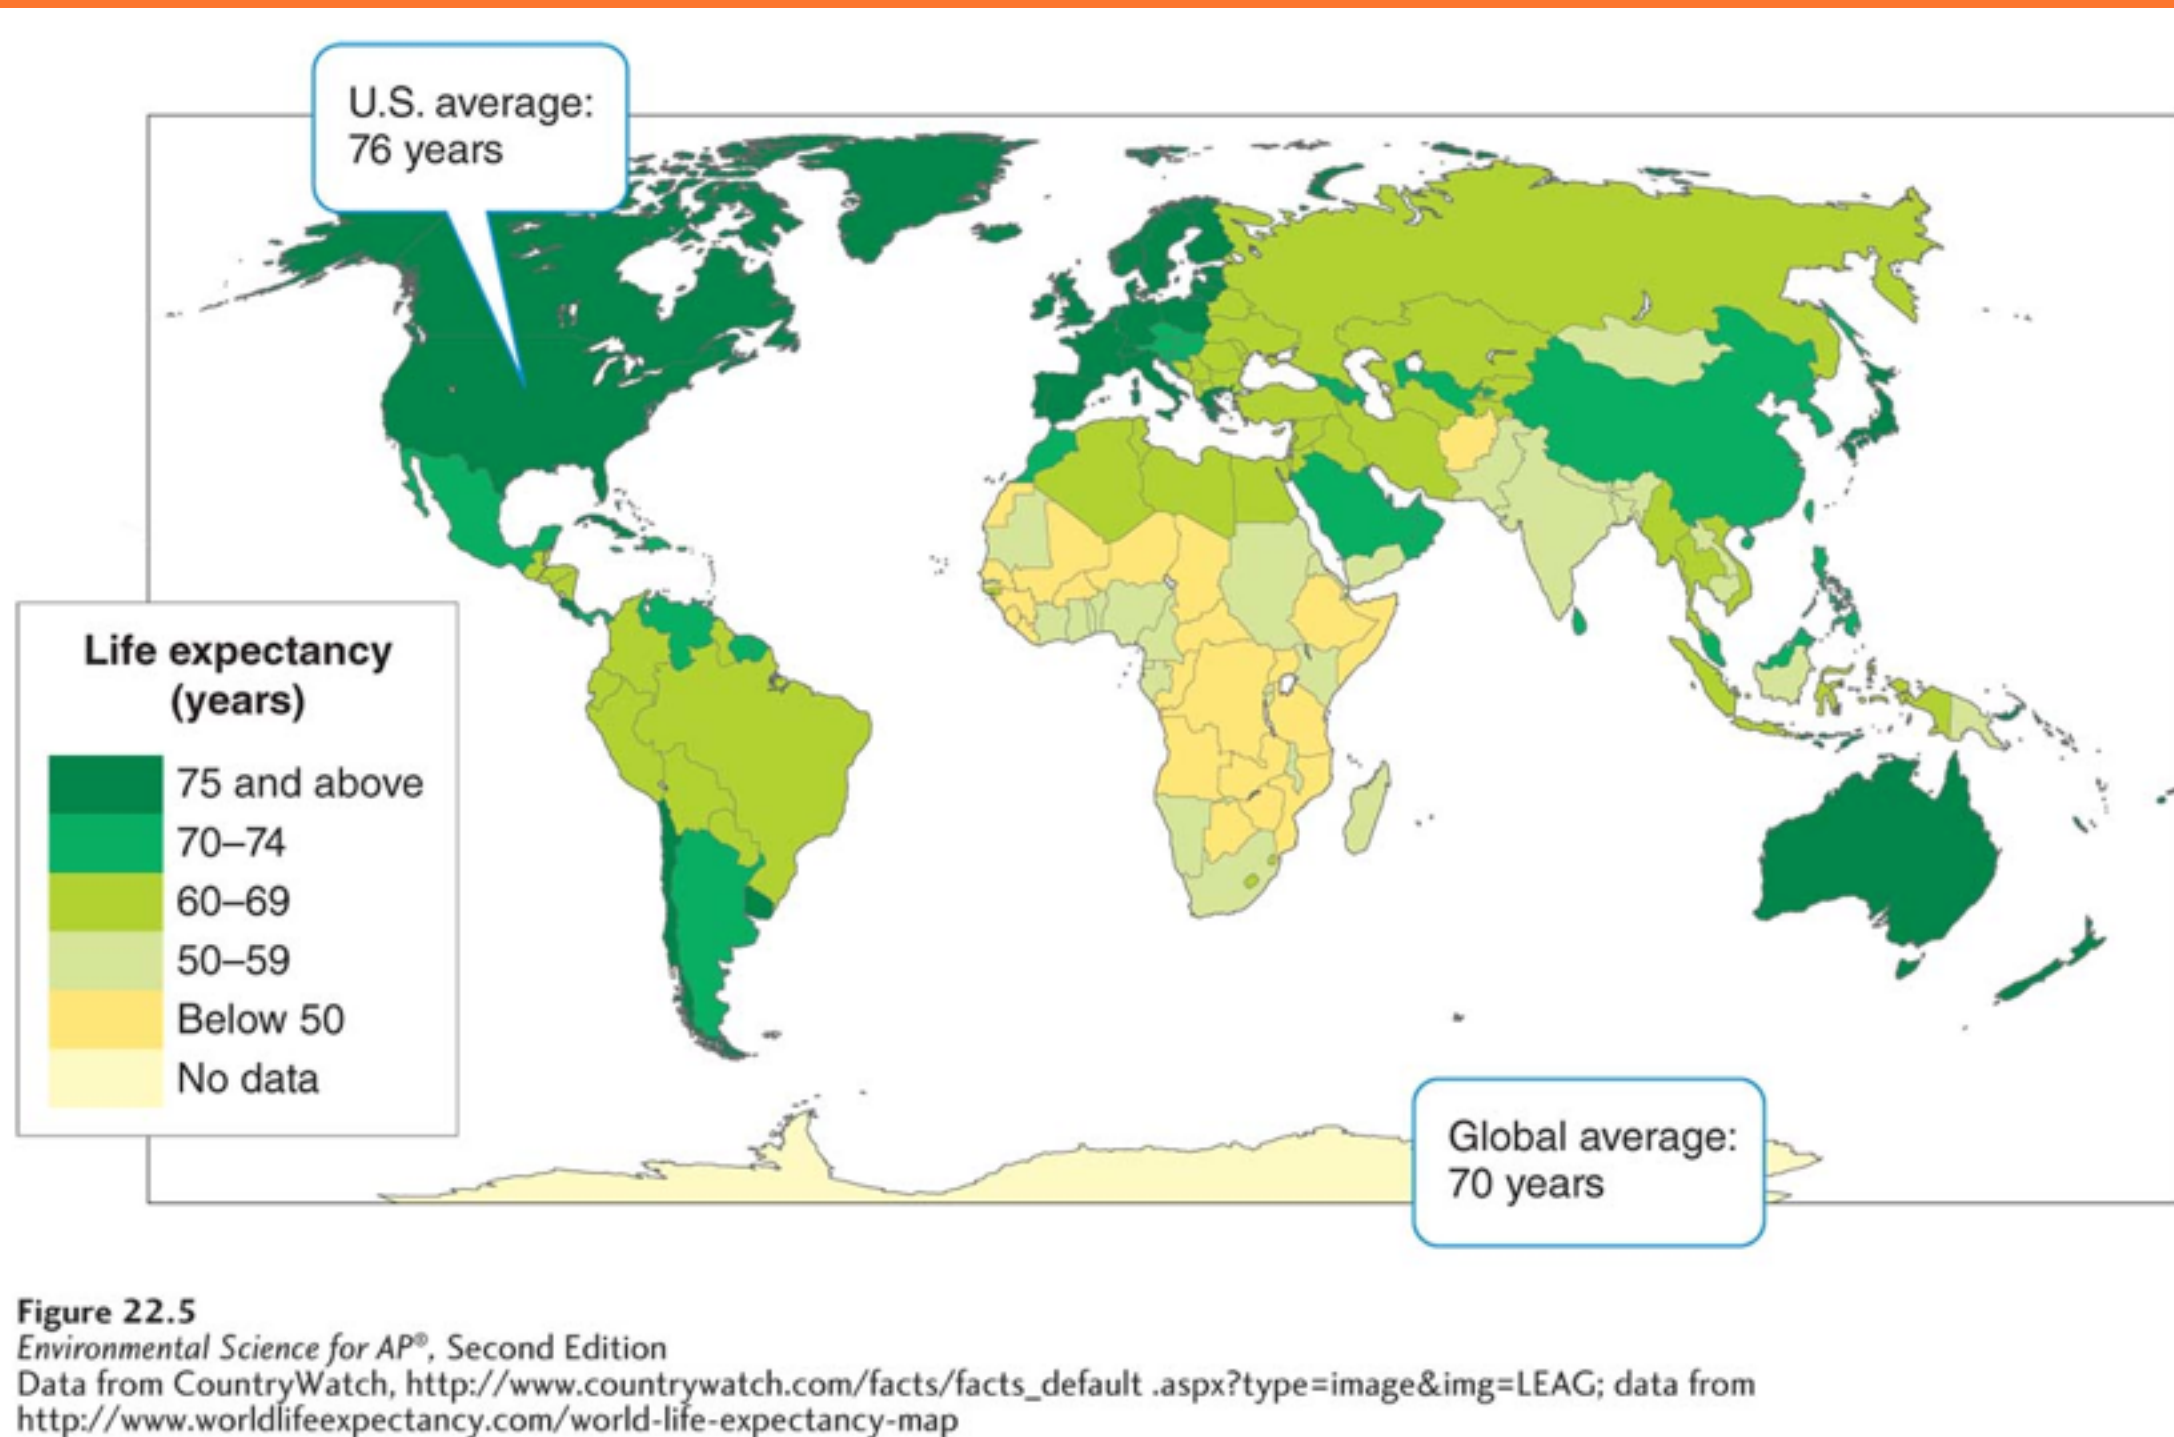 U.S. average:
76 years
Life expectancy
(years)
75 and above
70–74
60–69
50–59
Below 50
No data
Global average:
70 years
Figure 22.5
Environmental Science for AP®, Second Edition
Data from CountryWatch, http://www.countrywatch.com/facts/facts_default .aspx?type=image&img=LEAG; data from
http://www.worldlifeexpectancy.com/world-life-expectancy-map